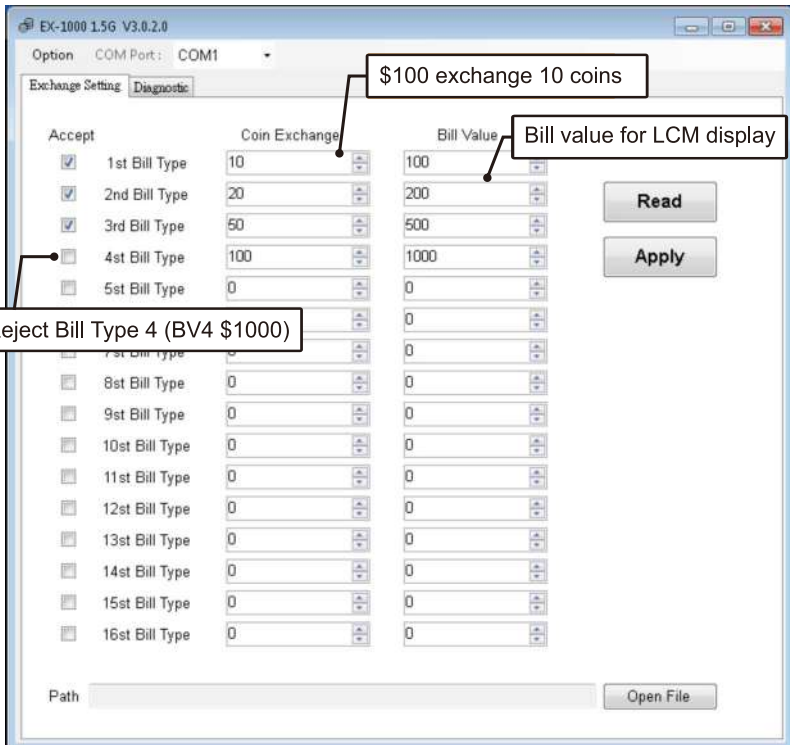 EX-1000 1.5G V3.0.2.0
Option COM Port: COM1
$100 exchange 10 coins
Exchange Setting Diagnostic
Accept Coin Exchange Bill Value
Bill value for LCM display
1st Bill Type 10 100
2nd Bill Type 20 200
Read
3rd Bill Type 50 500
4st Bill Type 100 1000
Apply
5st Bill Type 0 0
0
eject Bill Type 4 (BV4 $1000)
7st Bill Type 0 0
8st Bill Type 0 0
9st Bill Type 0 0
10st Bill Type 0 0
11st Bill Type 0 0
12st Bill Type 0 0
13st Bill Type 0 0
14st Bill Type 0 0
15st Bill Type 0 0
16st Bill Type 0 0
Path Open File